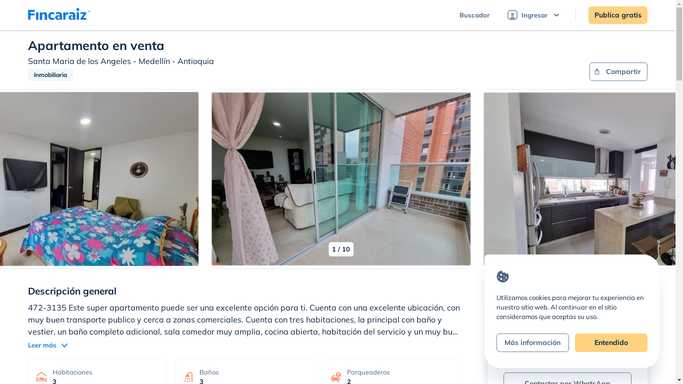 Fincaraiz
Buscador
Ingresar
Publica gratis
Apartamento en venta
Santa Maria de los Angeles - Medellín - Antioquia
Inmobiliaria
Compartir
1 / 10
Descripción general
472-3135 Este super apartamento puede ser una excelente opción para ti. Cuenta con una excelente ubicación, con
muy buen transporte publico y cerca a zonas comerciales. Cuenta con tres habitaciones, la principal con baño y
vestier, un baño completo adicional, sala comedor muy amplia, cocina abierta, habitación del servicio y un muy bu...
Leer más
Habitaciones
3
Baños
3
Parqueaderos
2
Utilizamos cookies para mejorar tu experiencia en
nuestro sitio web. Al continuar en el sitio
consideramos que aceptas su uso.
Más información
Entendido
Contactar por WhatsApp